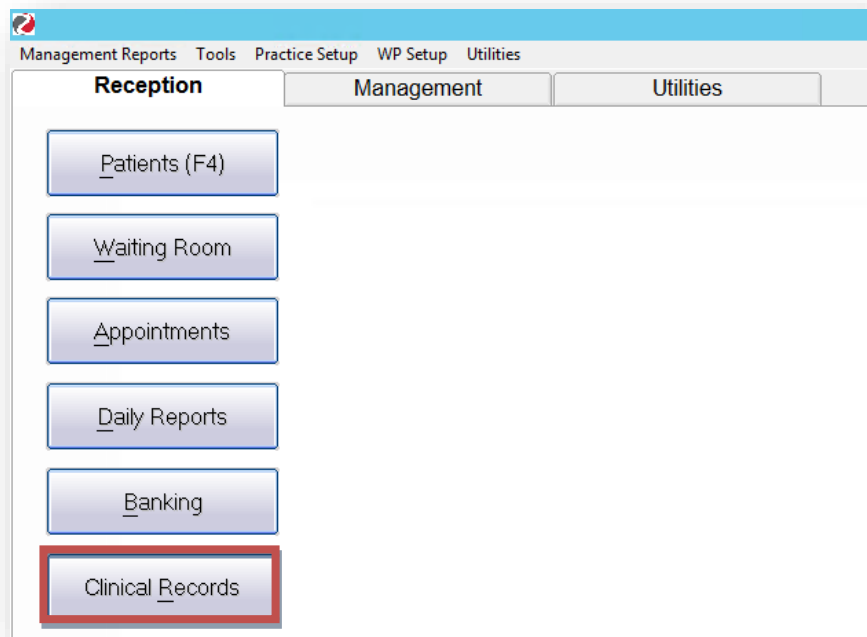 Management Reports Tools Practice Setup WP Setup Utilities
Reception Management Utilities
Patients (F4)
Waiting Room
Appointments
Daily Reports
Banking
Clinical Records